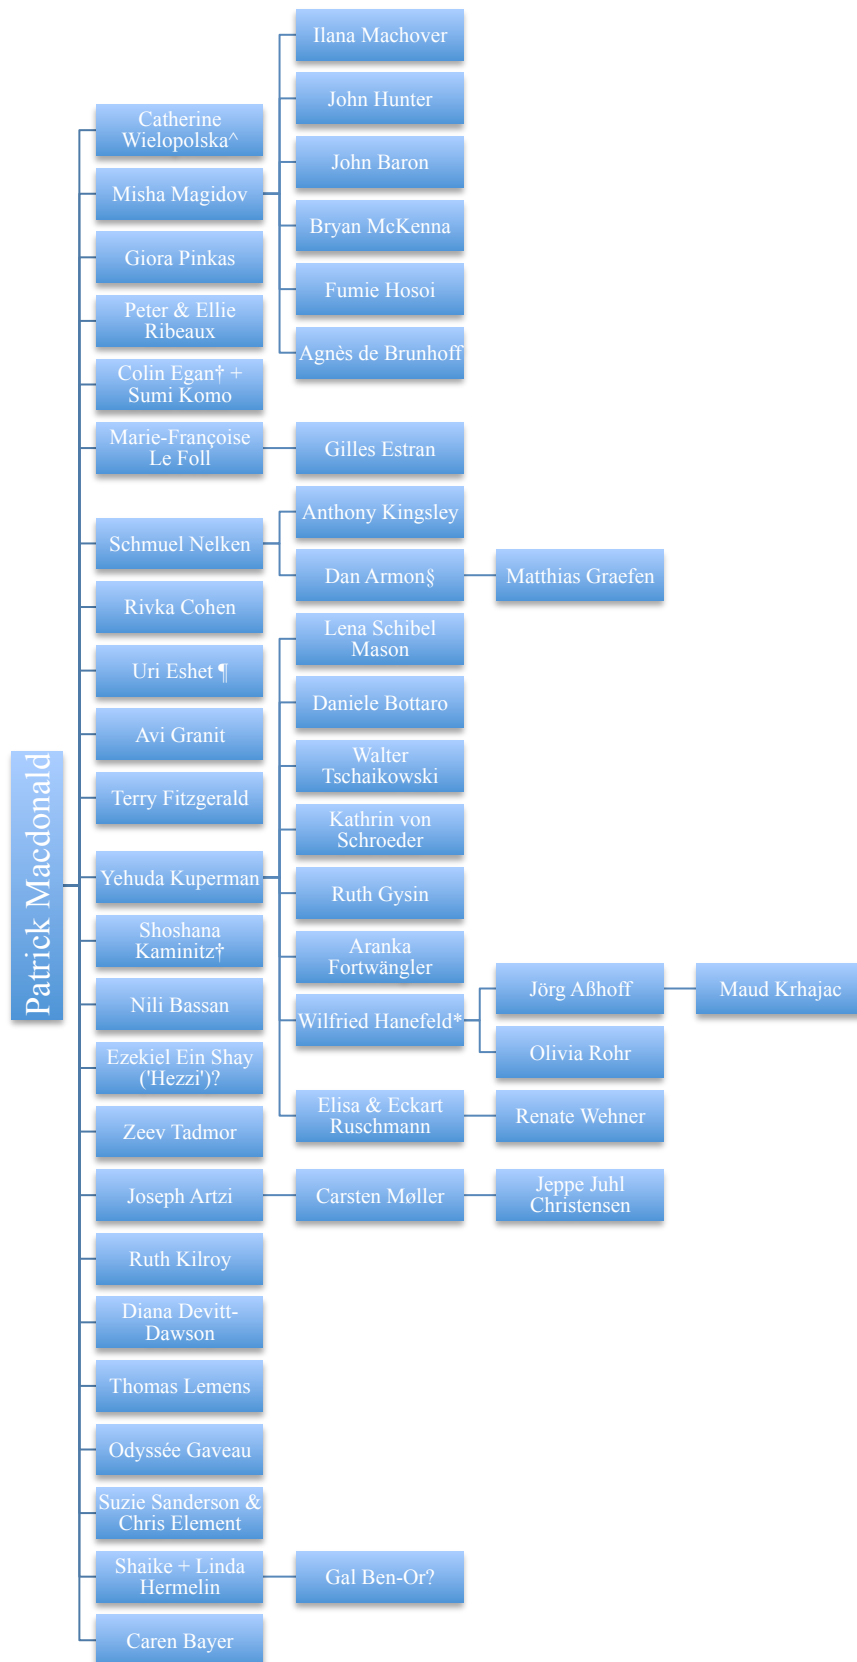 Patrick Macdonald
Catherine
Wielopolska^
Misha Magidov
Ilana Machover
John Hunter
John Baron
Bryan McKenna
Fumie Hosoi
Agnès de Brunhoff
Giora Pinkas
Peter & Ellie
Ribeaux
Colin Egan† +
Sumi Komo
Marie-Françoise
Le Foll
Gilles Estran
Schmuel Nelken
Anthony Kingsley
Dan Armon§
Matthias Graefen
Rivka Cohen
Uri Eshet ¶
Avi Granit
Terry Fitzgerald
Yehuda Kuperman
Lena Schibel
Mason
Daniele Bottaro
Walter
Tschaikowski
Kathrin von
Schroeder
Ruth Gysin
Aranka
Fortwängler
Wilfried Hanefeld*
Jörg Aßhoff
Maud Krhajac
Olivia Rohr
Elisa & Eckart
Ruschmann
Renate Wehner
Shoshana
Kaminitz†
Nili Bassan
Ezekiel Ein Shay
('Hezzi')?
Zeev Tadmor
Joseph Artzi
Carsten Møller
Jeppe Juhl
Christensen
Ruth Kilroy
Diana Devitt-
Dawson
Thomas Lemens
Odyssée Gaveau
Suzie Sanderson &
Chris Element
Shaike + Linda
Hermelin
Gal Ben-Or?
Caren Bayer